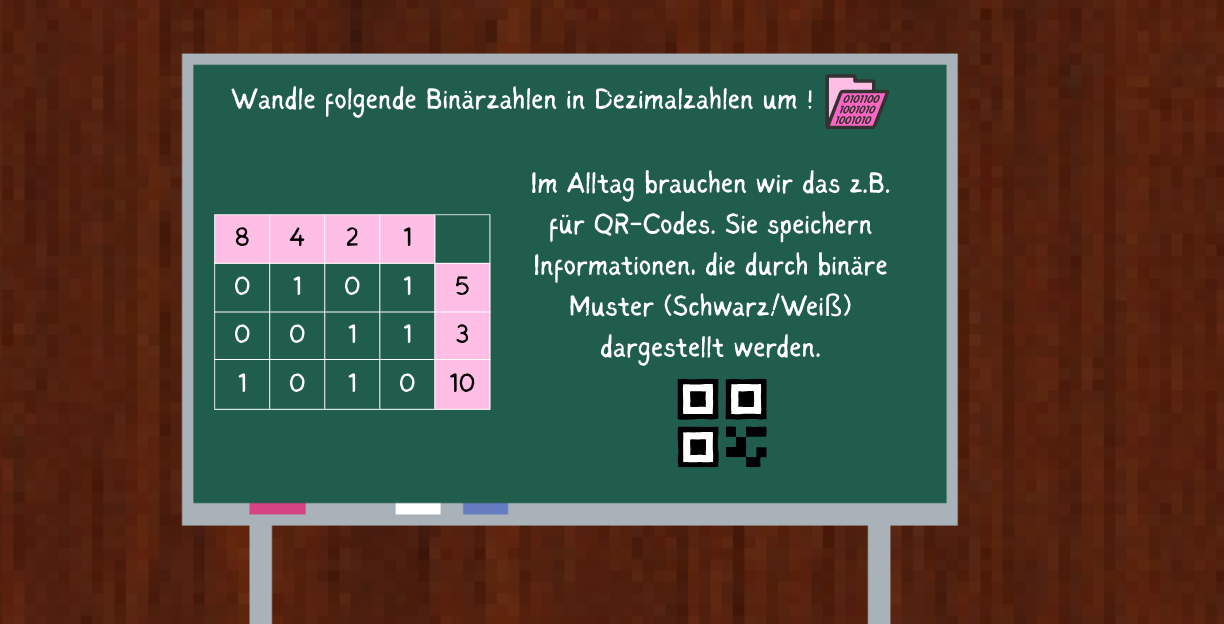 Wandle folgende Binärzahlen in Dezimalzahlen um !
0101100
1001010
1001010
Im Alltag brauchen wir das z.B.
für QR-Codes. Sie speichern
Informationen, die durch binäre
Muster (Schwarz/Weiß)
dargestellt werden.
8 4 2 1
0 1 0 1 5
0 0 1 1 3
1 0 1 0 10